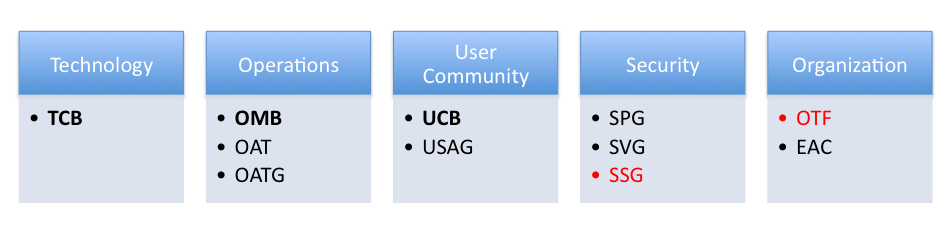 Technology
• TCB
Operations
• OMB
• OAT
• OATG
User
Community
• UCB
• USAG
Security
• SPG
• SVG
• SSG
Organization
• OTF
• EAC